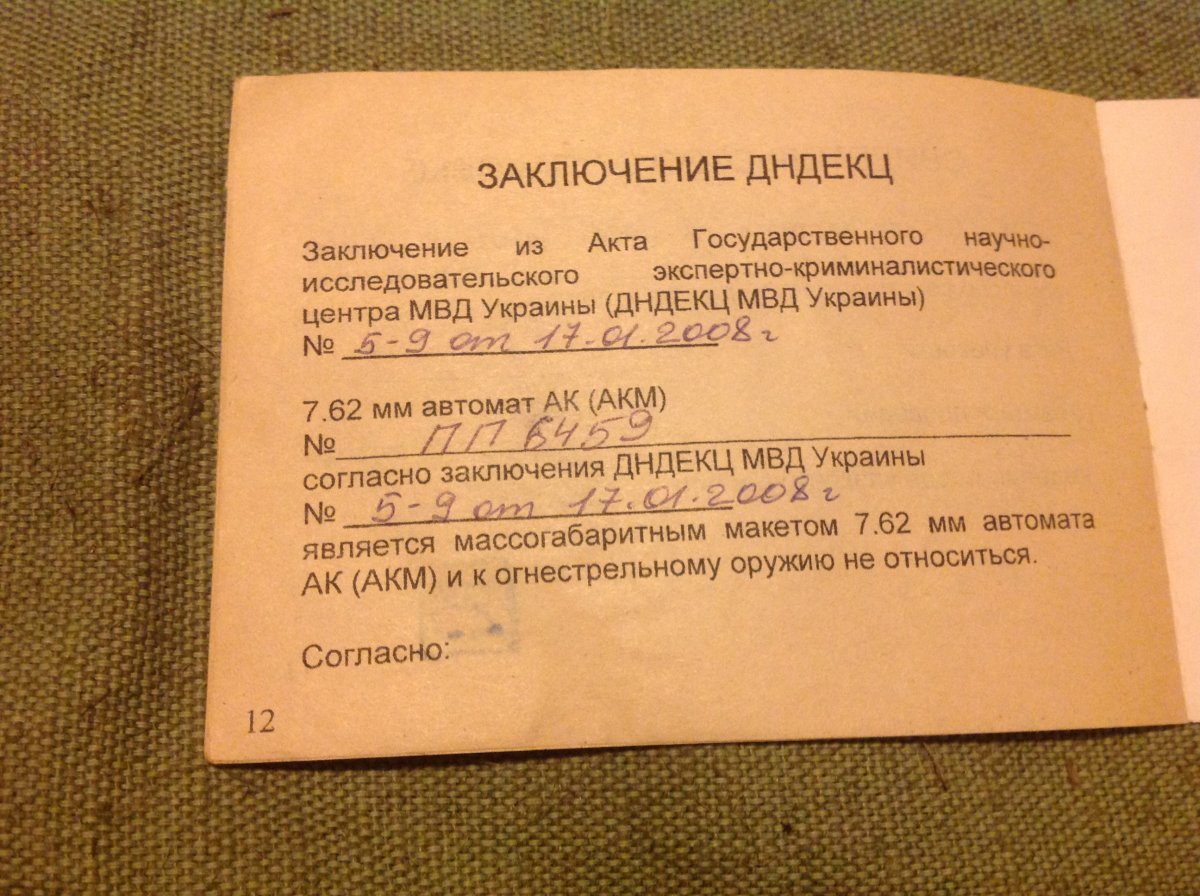 ЗАКЛЮЧЕНИЕ ДНДЕКЦ
Заключение из Акта Государственного научно-
исследовательского экспертно-криминалистического
центра МВД Украины (ДНДЕКЦ МВД Украины)
№ 5-9 от 17.01.2008 г
7.62 мм автомат АК (АКМ)
№ ПП 6459
согласно заключения ДНДЕКЦ МВД Украины
№ 5-9 от 17.01.2008 г
является массогабаритным макетом 7.62 мм автомата
АК (АКМ) и к огнестрельному оружию не относиться.
Согласно:
12